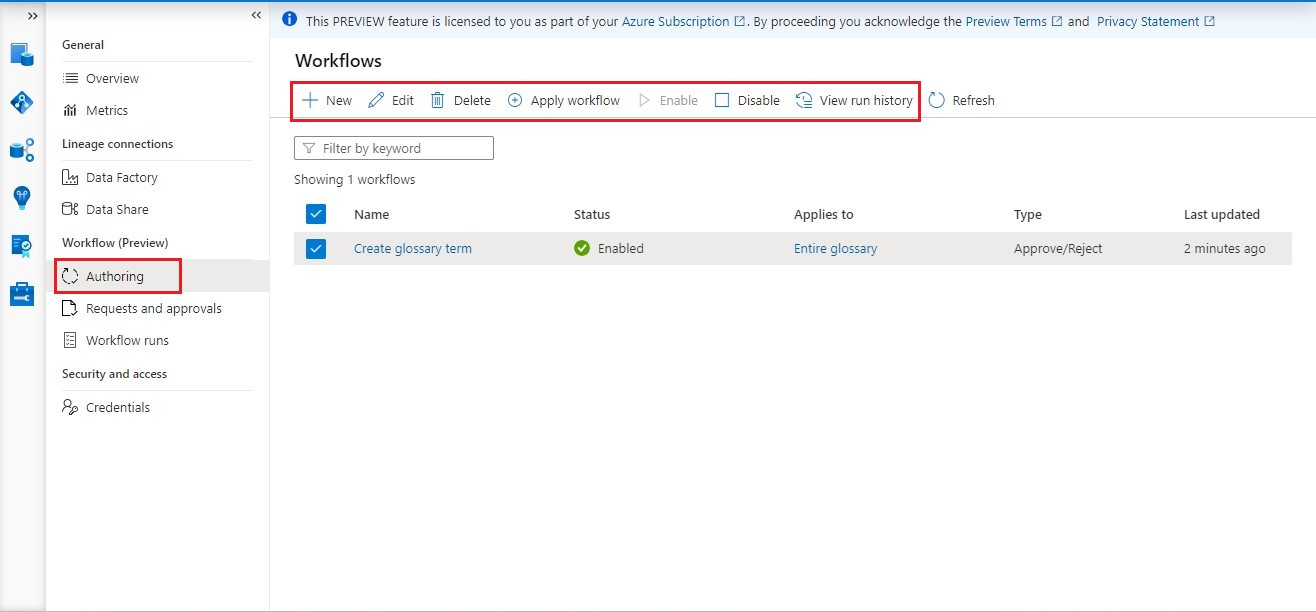 This PREVIEW feature is licensed to you as part of your Azure Subscription. By proceeding you acknowledge the Preview Terms and Privacy Statement
General
Overview
Metrics
Lineage connections
Data Factory
Data Share
Workflow (Preview)
Authoring
Requests and approvals
Workflow runs
Security and access
Credentials
Workflows
New Edit Delete Apply workflow Enable Disable View run history Refresh
Filter by keyword
Showing 1 workflows
Name Status Applies to Type Last updated
Create glossary term Enabled Entire glossary Approve/Reject 2 minutes ago